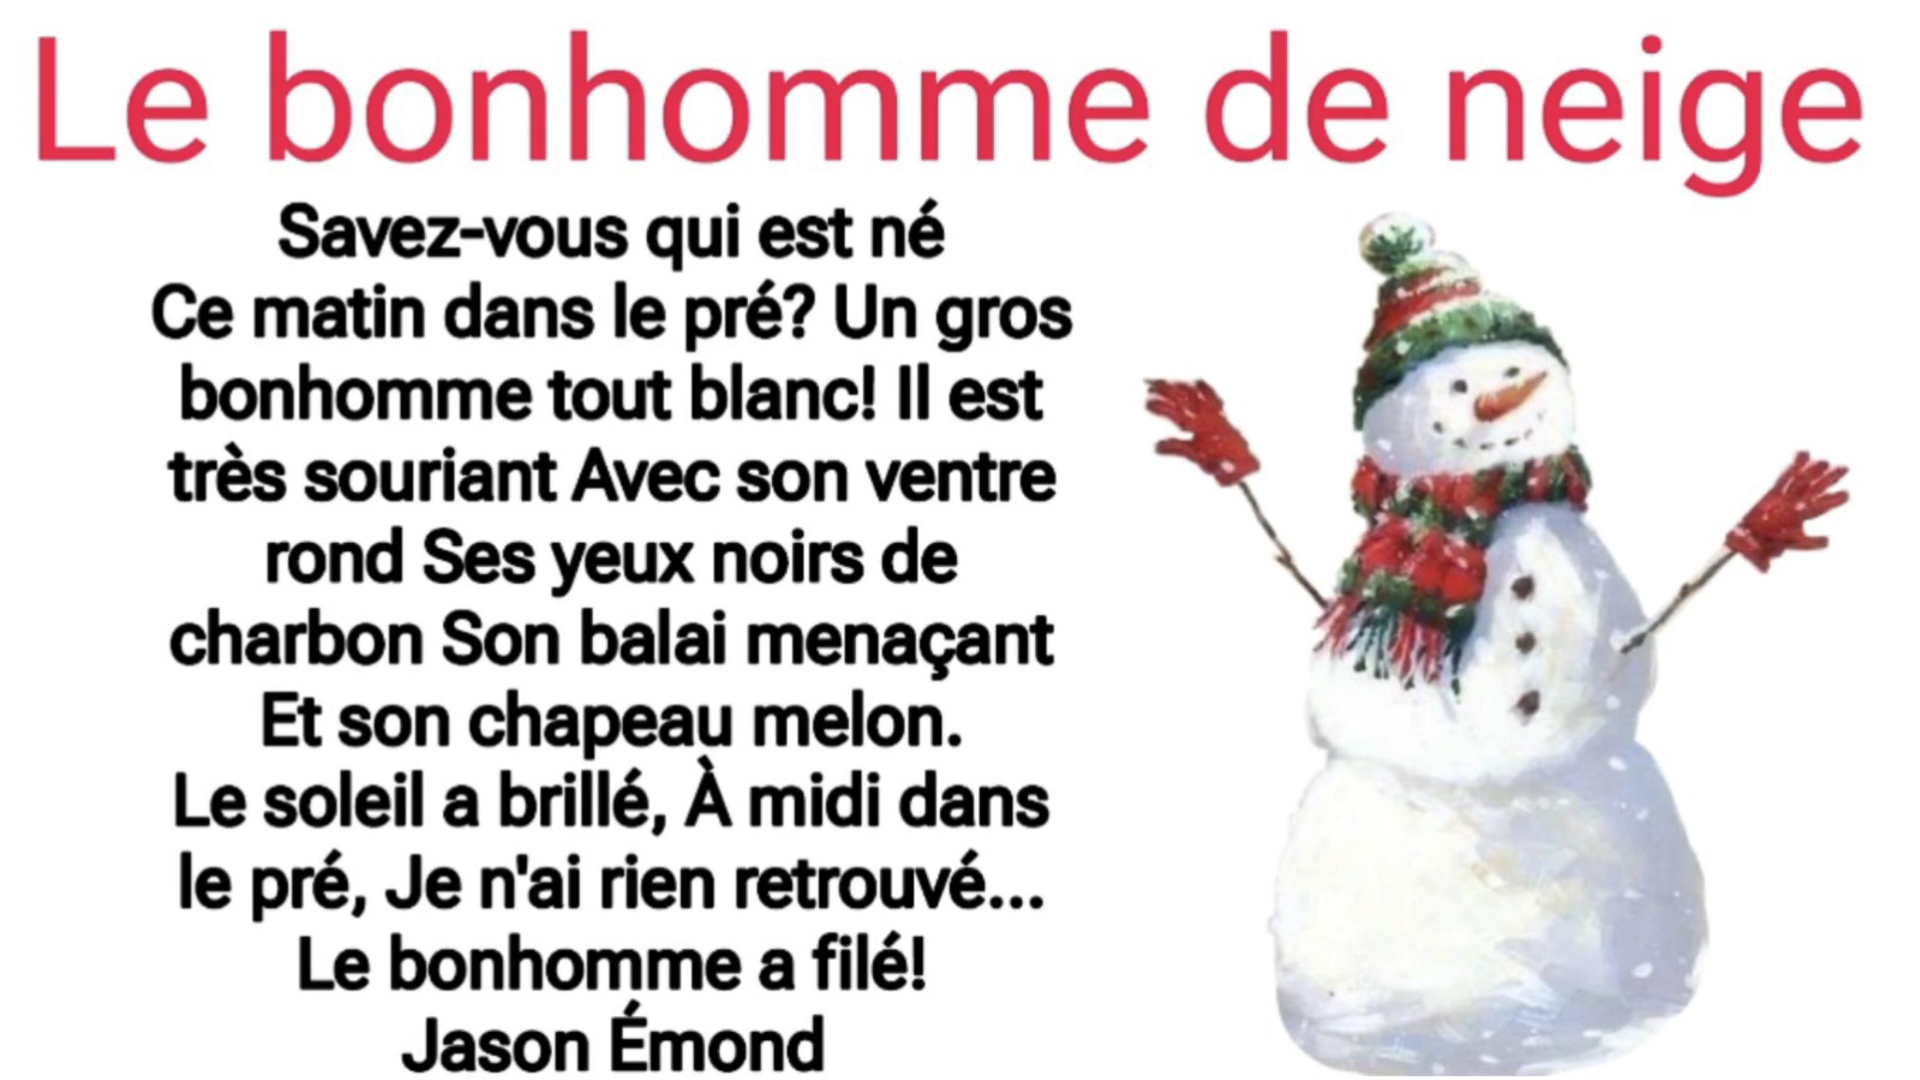 Le bonhomme de neige
Savez-vous qui est né
Ce matin dans le pré? Un gros
bonhomme tout blanc! Il est
très souriant Avec son ventre
rond Ses yeux noirs de
charbon Son balai menaçant
Et son chapeau melon.
Le soleil a brillé, À midi dans
le pré, Je n'ai rien retrouvé...
Le bonhomme a filé!
Jason Émond